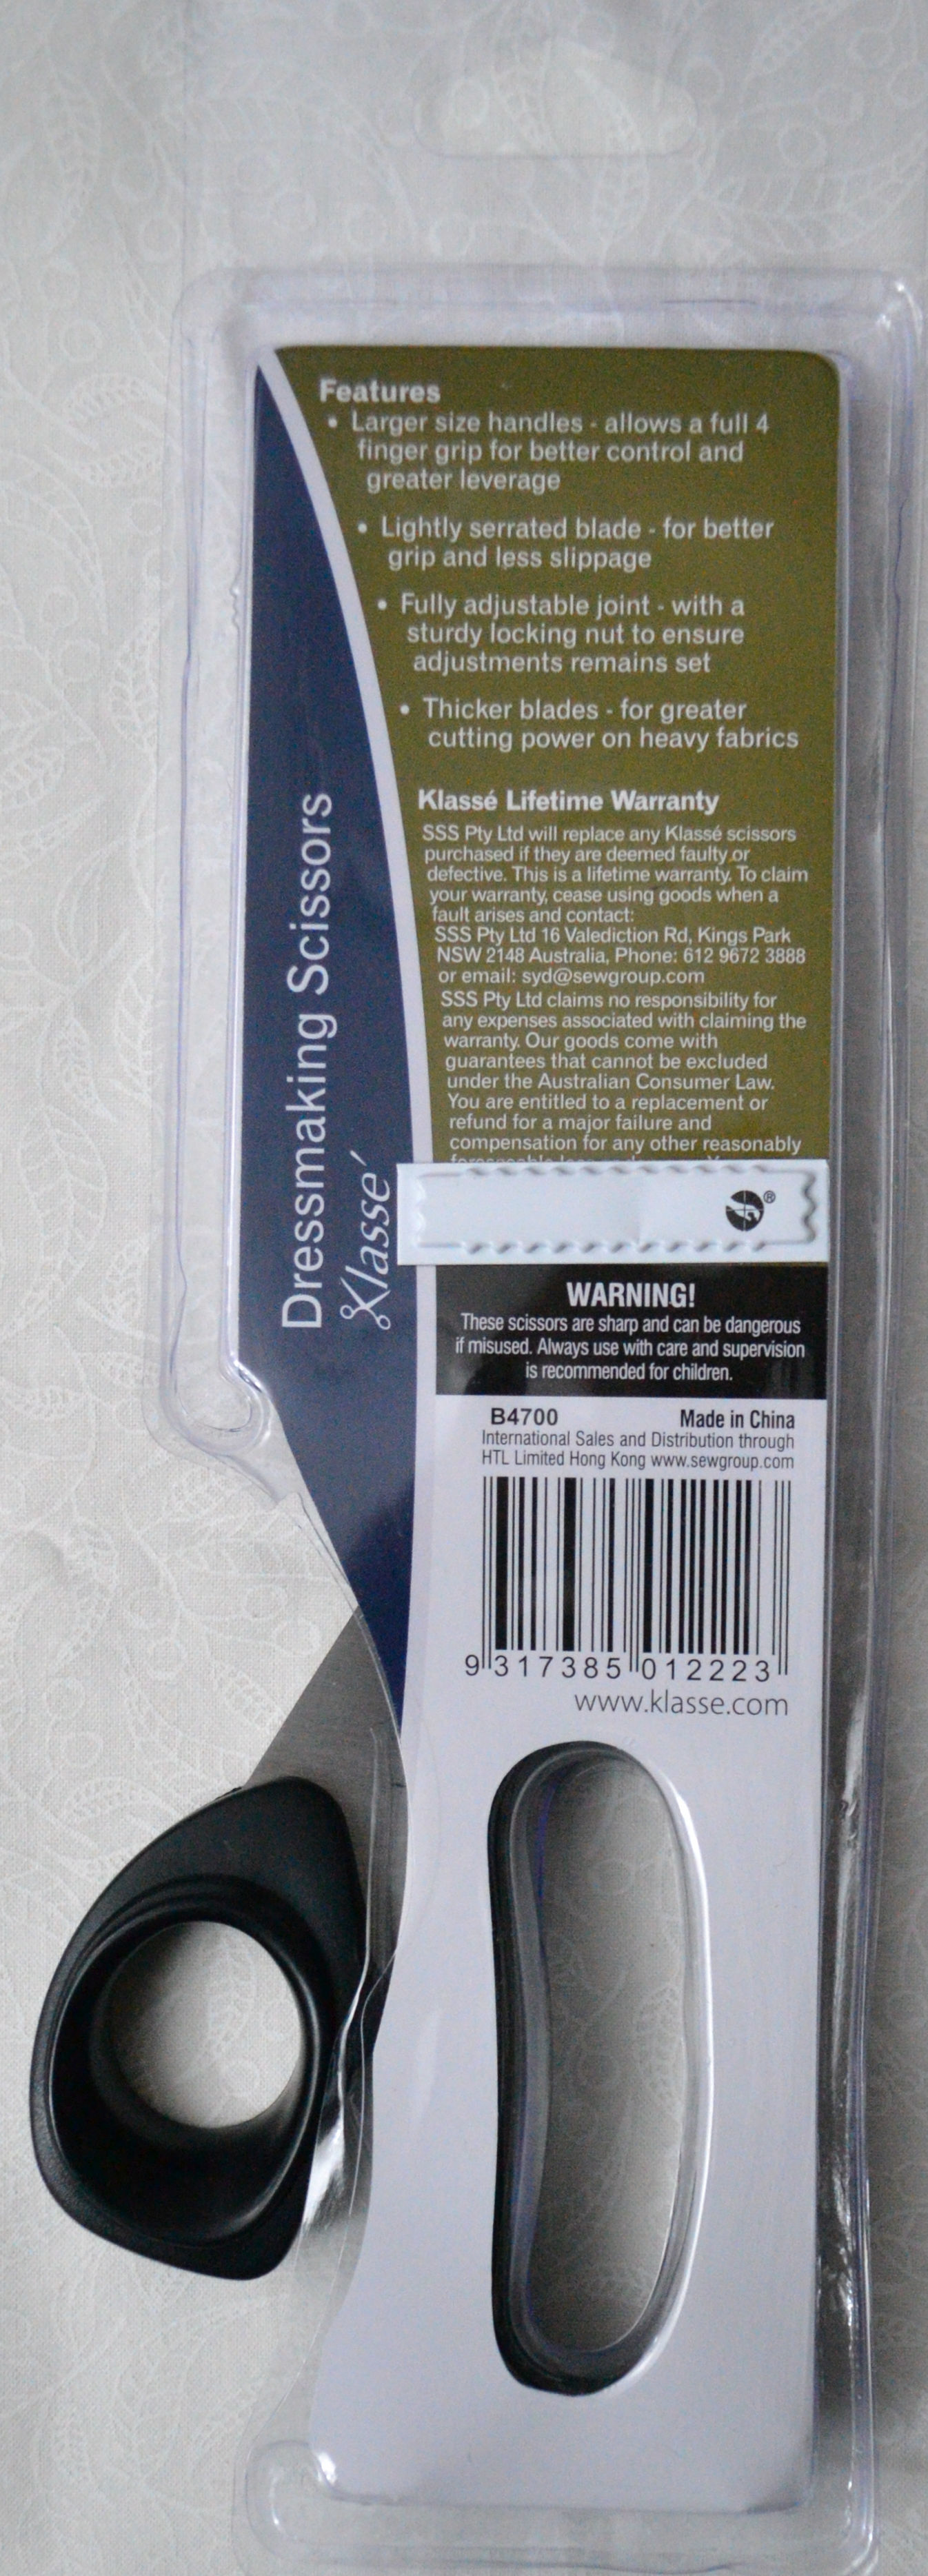 Features
• Larger size handles - allows a full 4
finger grip for better control and
greater leverage
• Lightly serrated blade - for better
grip and less slippage
• Fully adjustable joint - with a
sturdy locking nut to ensure
adjustments remains set
• Thicker blades - for greater
cutting power on heavy fabrics
Klassé Lifetime Warranty
SSS Pty Ltd will replace any Klassé scissors
purchased if they are deemed faulty or
defective. This is a lifetime warranty. To claim
your warranty, cease using goods when a
fault arises and contact:
SSS Pty Ltd 16 Valediction Rd, Kings Park
NSW 2148 Australia, Phone: 612 9672 3888
or email: syd@sewgroup.com
SSS Pty Ltd claims no responsibility for
any expenses associated with claiming the
warranty. Our goods come with
guarantees that cannot be excluded
under the Australian Consumer Law.
You are entitled to a replacement or
refund for a major failure and
compensation for any other reasonably
Dressmaking Scissors
Klassé
®
WARNING!
These scissors are sharp and can be dangerous
if misused. Always use with care and supervision
is recommended for children.
B4700 Made in China
International Sales and Distribution through
HTL Limited Hong Kong www.sewgroup.com
9 317385 012223
www.klasse.com